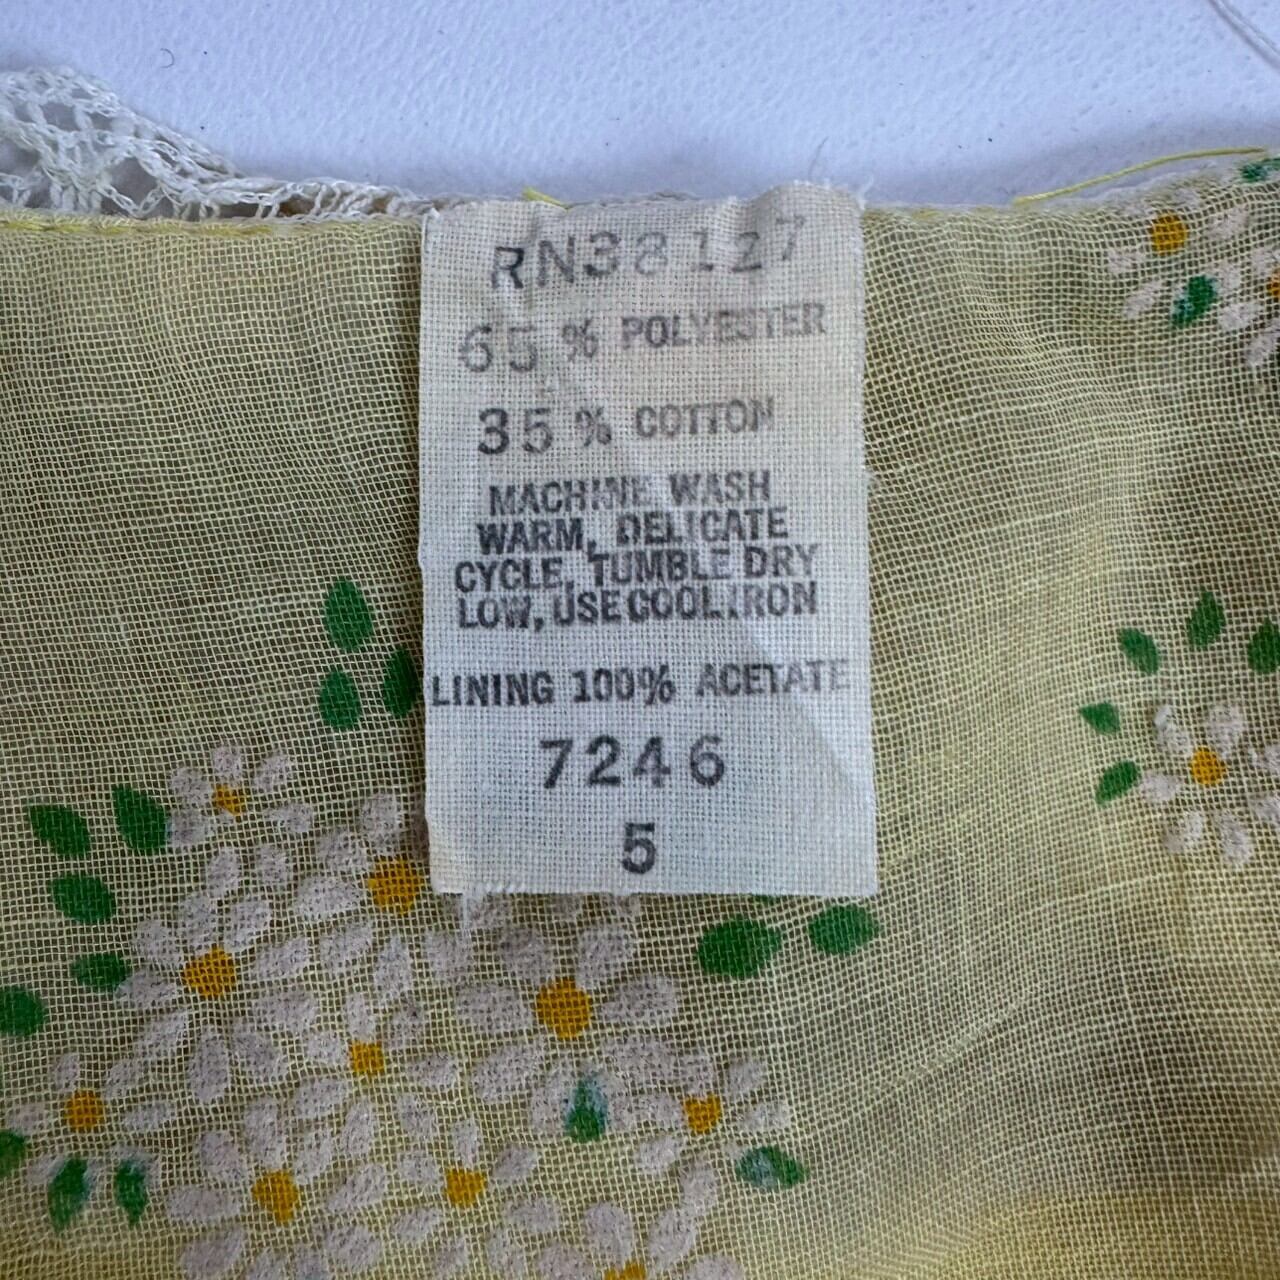 RN38127
65% POLYESTER
35% COTTON
MACHINE WASH
WARM, DELICATE
CYCLE, TUMBLE DRY
LOW, USE COOL IRON
LINING 100% ACETATE
7246
5